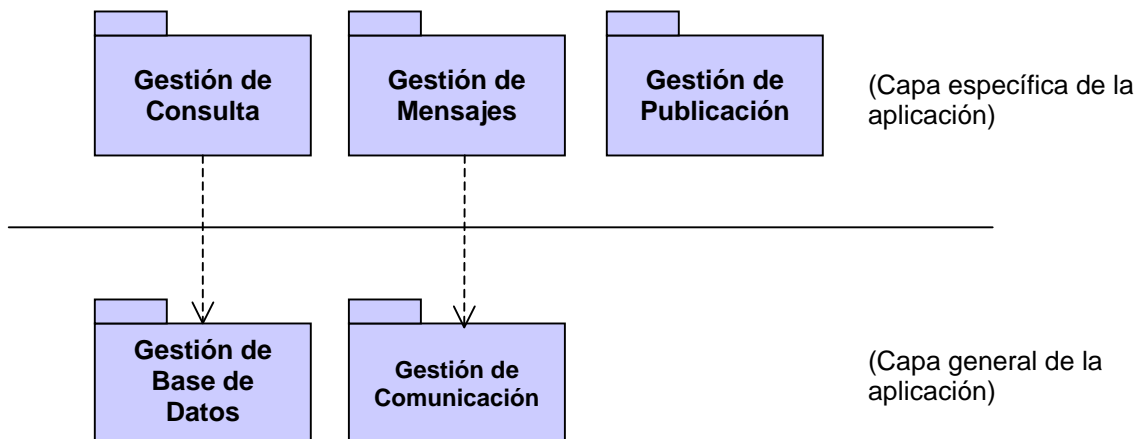 Gestión de
Consulta
Gestión de
Mensajes
Gestión de
Publicación
(Capa específica de la
aplicación)
Gestión de
Base de
Datos
Gestión de
Comunicación
(Capa general de la
aplicación)